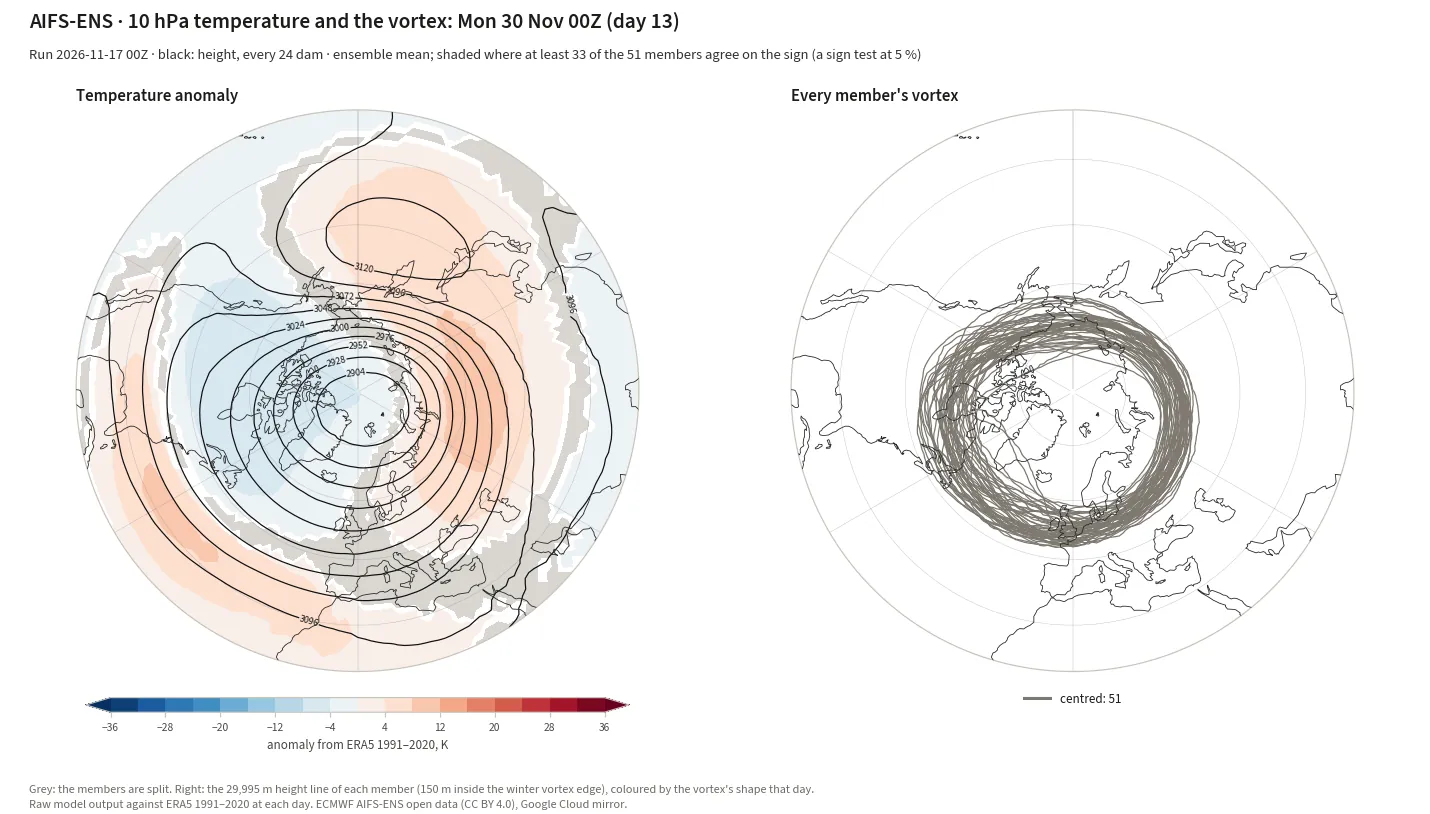 AIFS-ENS · 10 hPa temperature and the vortex: Mon 30 Nov 00Z (day 13)
Run 2026-11-17 00Z · black: height, every 24 dam · ensemble mean; shaded where at least 33 of the 51 members agree on the sign (a sign test at 5 %)
Temperature anomaly
Every member's vortex
3120
3096
3072
3096
3048
3024
3000
2976
2952
2928
2904
3096
−36 −28 −20 −12 −4 4 12 20 28 36
anomaly from ERA5 1991–2020, K
centred: 51
Grey: the members are split. Right: the 29,995 m height line of each member (150 m inside the winter vortex edge), coloured by the vortex's shape that day.
Raw model output against ERA5 1991–2020 at each day. ECMWF AIFS-ENS open data (CC BY 4.0), Google Cloud mirror.